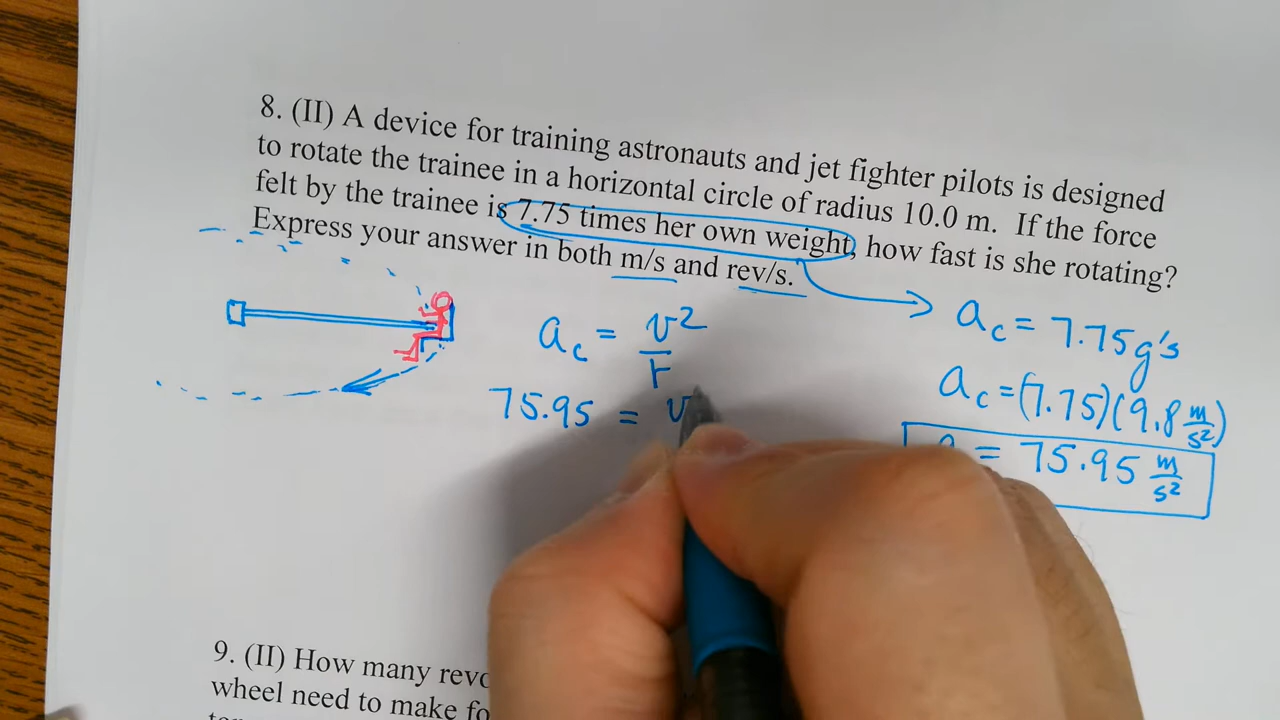 8. (II) A device for training astronauts and jet fighter pilots is designed
to rotate the trainee in a horizontal circle of radius 10.0 m. If the force
felt by the trainee is 7.75 times her own weight, how fast is she rotating?
Express your answer in both m/s and rev/s.
a_c = v²/r
75.95 = v
a_c = 7.75 g's
a_c = (7.75)(9.8 m/s²)
= 75.95 m/s²
9. (II) How many
wheel need to make